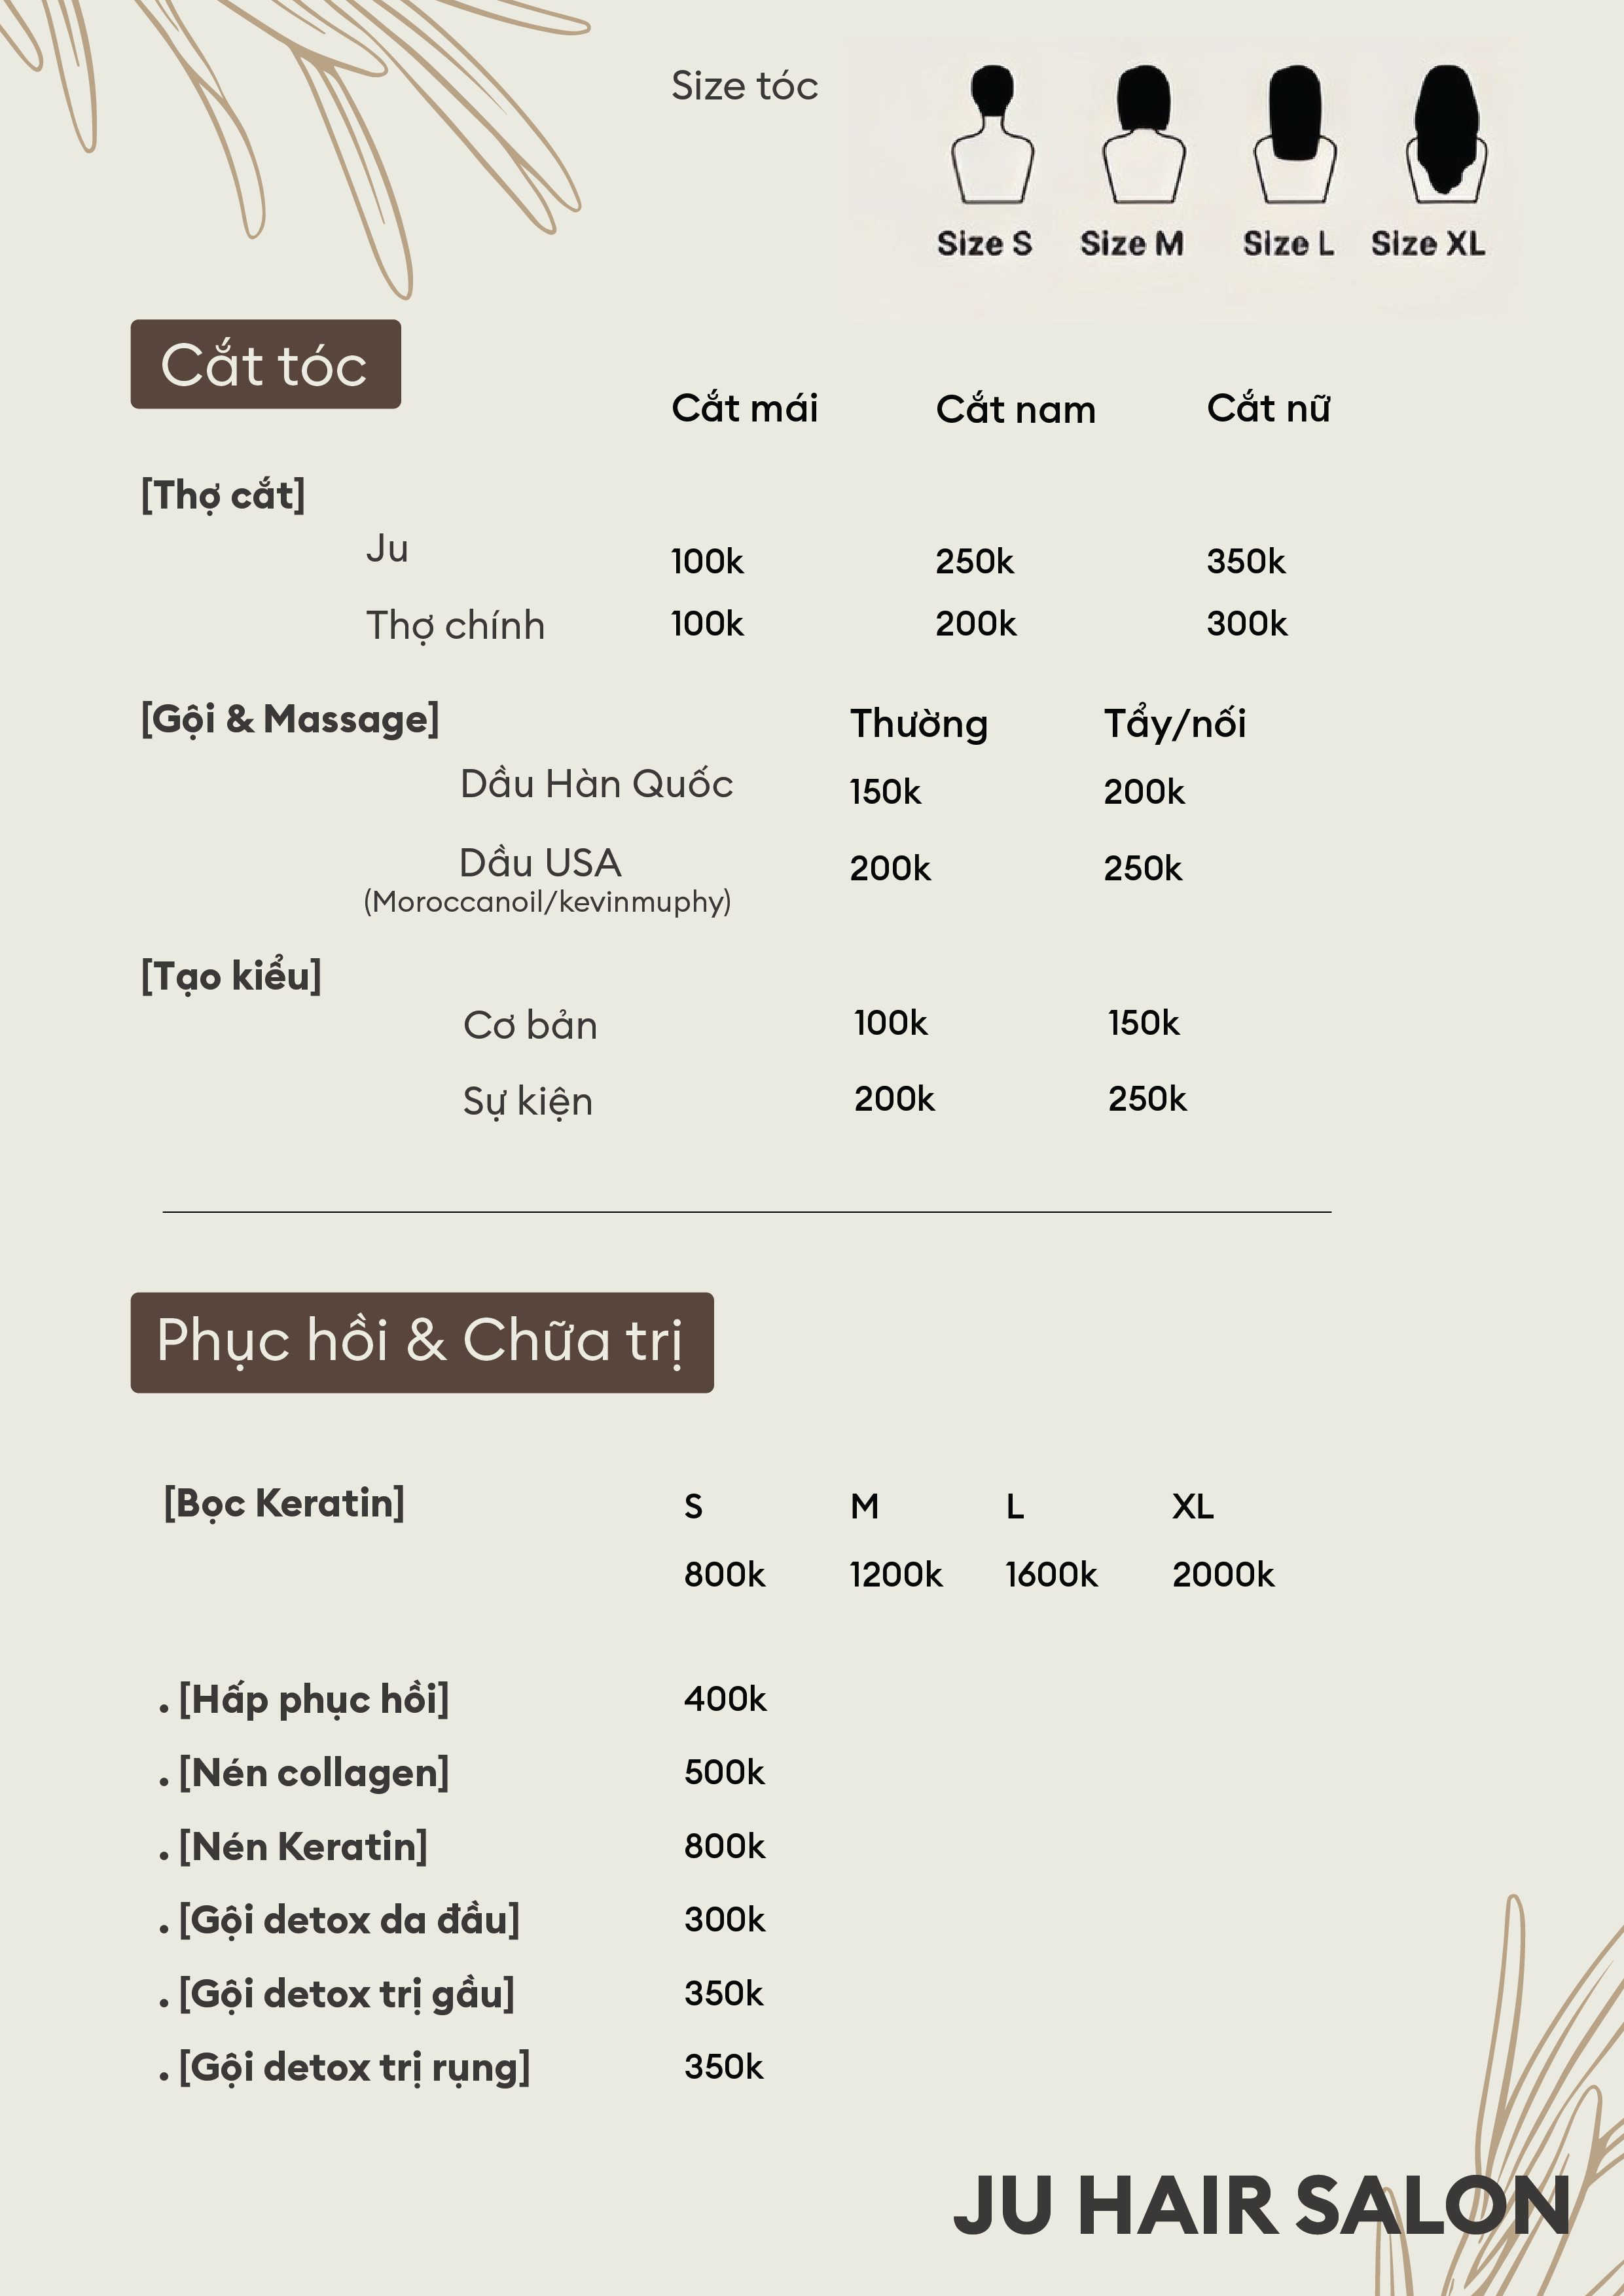 Size tóc
Size S Size M Size L Size XL
Cắt tóc
Cắt mái Cắt nam Cắt nữ
[Thợ cắt]
Ju 100k 250k 350k
Thợ chính 100k 200k 300k
[Gội & Massage] Thường Tẩy/nối
Dầu Hàn Quốc 150k 200k
Dầu USA 200k 250k
(Moroccanoil/kevinmuphy)
[Tạo kiểu]
Cơ bản 100k 150k
Sự kiện 200k 250k
Phục hồi & Chữa trị
[Bọc Keratin] S M L XL
800k 1200k 1600k 2000k
. [Hấp phục hồi] 400k
. [Nén collagen] 500k
. [Nén Keratin] 800k
. [Gội detox da đầu] 300k
. [Gội detox trị gầu] 350k
. [Gội detox trị rụng] 350k
JU HAIR SALON